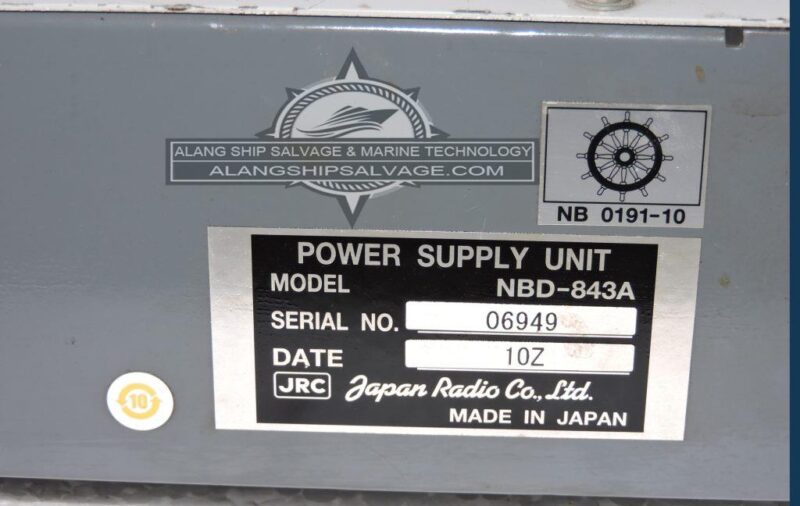 ALANG SHIP SALVAGE & MARINE TECHNOLOGY
ALANGSHIPSALVAGE.COM
NB 0191-10
POWER SUPPLY UNIT
MODEL NBD-843A
SERIAL NO. 06949
DATE 10Z
JRC Japan Radio Co., Ltd.
MADE IN JAPAN
10